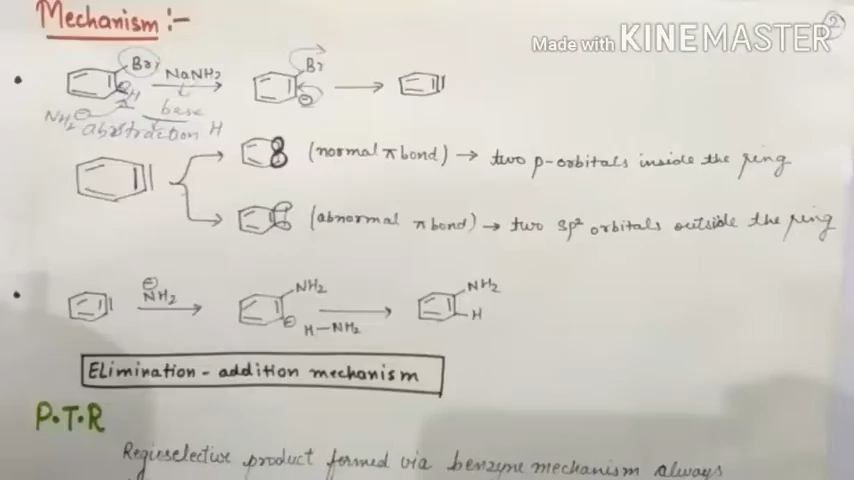 Mechanism :-
2
Made with KINEMASTER
Br
NaNH2
Br
H
NH2⊖
base
abstraction H
⊖
(normal π bond) → two p-orbitals inside the ring
(abnormal π bond) → two sp² orbitals outside the ring
⊖
NH2
NH2
NH2
⊖
H-NH2
H
Elimination - addition mechanism
P.T.R
Regioselective product formed via benzyne mechanism always